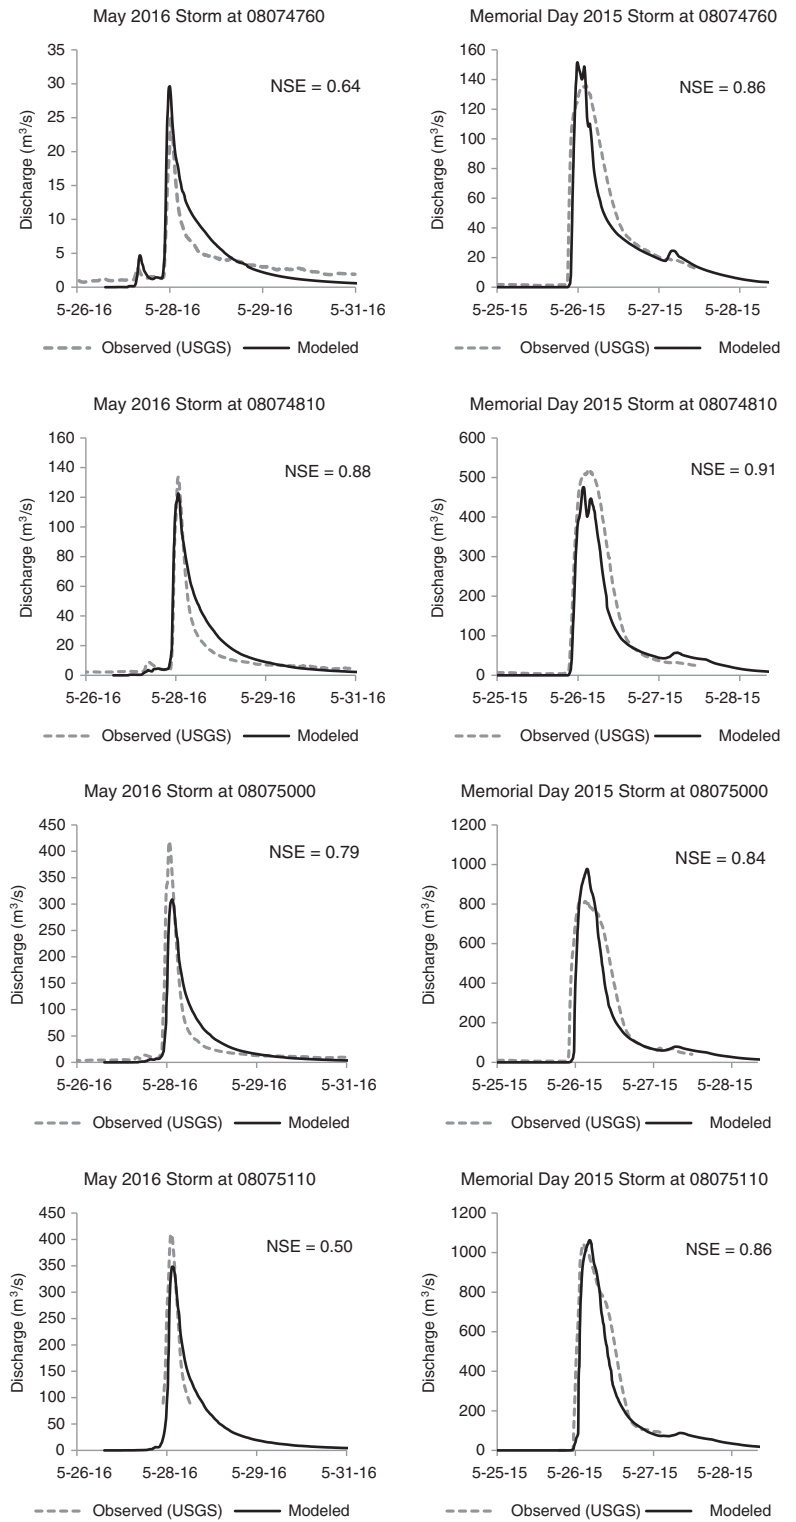 May 2016 Storm at 08074760
35
30
25
20
15
10
5
0
Discharge (m³/s)
NSE = 0.64
5-26-16 5-28-16 5-29-16 5-31-16
Observed (USGS) Modeled
Memorial Day 2015 Storm at 08074760
160
140
120
100
80
60
40
20
0
Discharge (m³/s)
NSE = 0.86
5-25-15 5-26-15 5-27-15 5-28-15
Observed (USGS) Modeled
May 2016 Storm at 08074810
160
140
120
100
80
60
40
20
0
Discharge (m³/s)
NSE = 0.88
5-26-16 5-28-16 5-29-16 5-31-16
Observed (USGS) Modeled
Memorial Day 2015 Storm at 08074810
600
500
400
300
200
100
0
Discharge (m³/s)
NSE = 0.91
5-25-15 5-26-15 5-27-15 5-28-15
Observed (USGS) Modeled
May 2016 Storm at 08075000
450
400
350
300
250
200
150
100
50
0
Discharge (m³/s)
NSE = 0.79
5-26-16 5-28-16 5-29-16 5-31-16
Observed (USGS) Modeled
Memorial Day 2015 Storm at 08075000
1200
1000
800
600
400
200
0
Discharge (m³/s)
NSE = 0.84
5-25-15 5-26-15 5-27-15 5-28-15
Observed (USGS) Modeled
May 2016 Storm at 08075110
450
400
350
300
250
200
150
100
50
0
Discharge (m³/s)
NSE = 0.50
5-26-16 5-28-16 5-29-16 5-31-16
Observed (USGS) Modeled
Memorial Day 2015 Storm at 08075110
1200
1000
800
600
400
200
0
Discharge (m³/s)
NSE = 0.86
5-25-15 5-26-15 5-27-15 5-28-15
Observed (USGS) Modeled